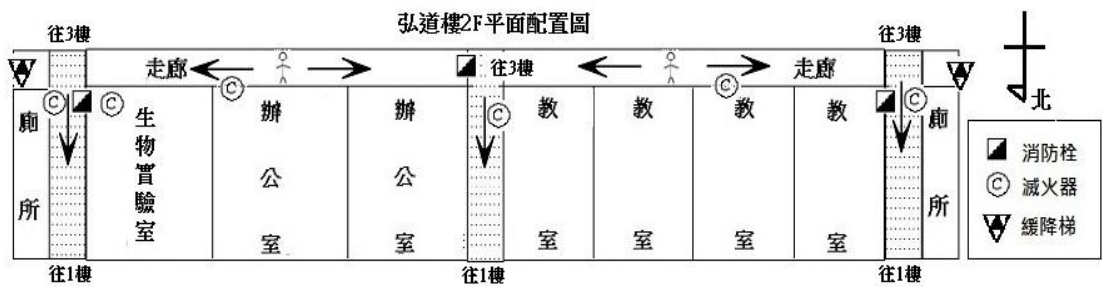 弘道樓2F平面配置圖
往3樓
往3樓
往3樓
走廊
走廊
北
廁所
生物實驗室
辦公室
辦公室
教室
教室
教室
教室
廁所
C
C
C
C
C
C
消防栓
C 滅火器
緩降梯
往1樓
往1樓
往1樓